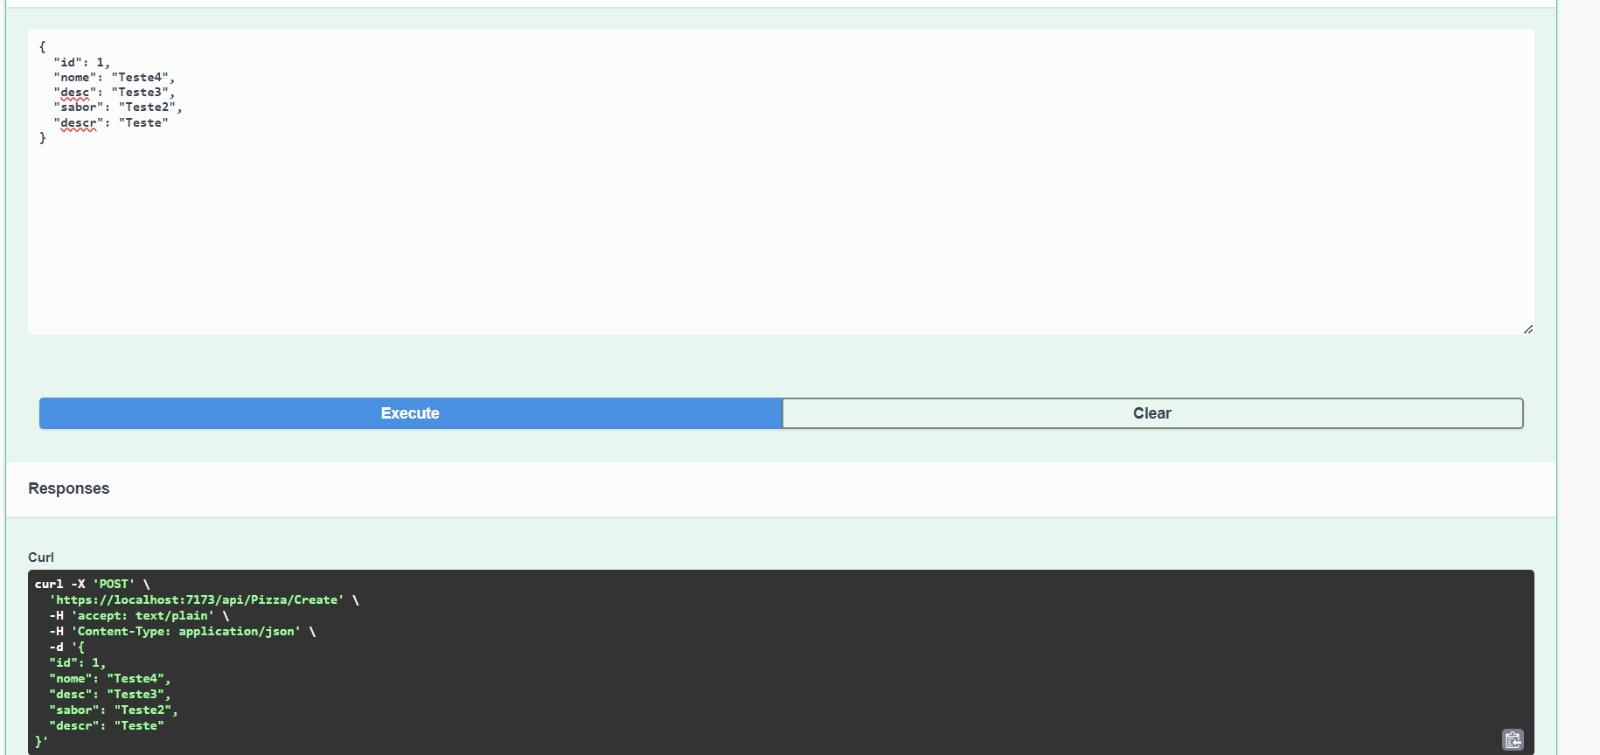 {
  "id": 1,
  "nome": "Teste4",
  "desc": "Teste3",
  "sabor": "Teste2",
  "descr": "Teste"
}
Execute
Clear
Responses
Curl
curl -X 'POST' \
  'https://localhost:7173/api/Pizza/Create' \
  -H 'accept: text/plain' \
  -H 'Content-Type: application/json' \
  -d '{
  "id": 1,
  "nome": "Teste4",
  "desc": "Teste3",
  "sabor": "Teste2",
  "descr": "Teste"
}'